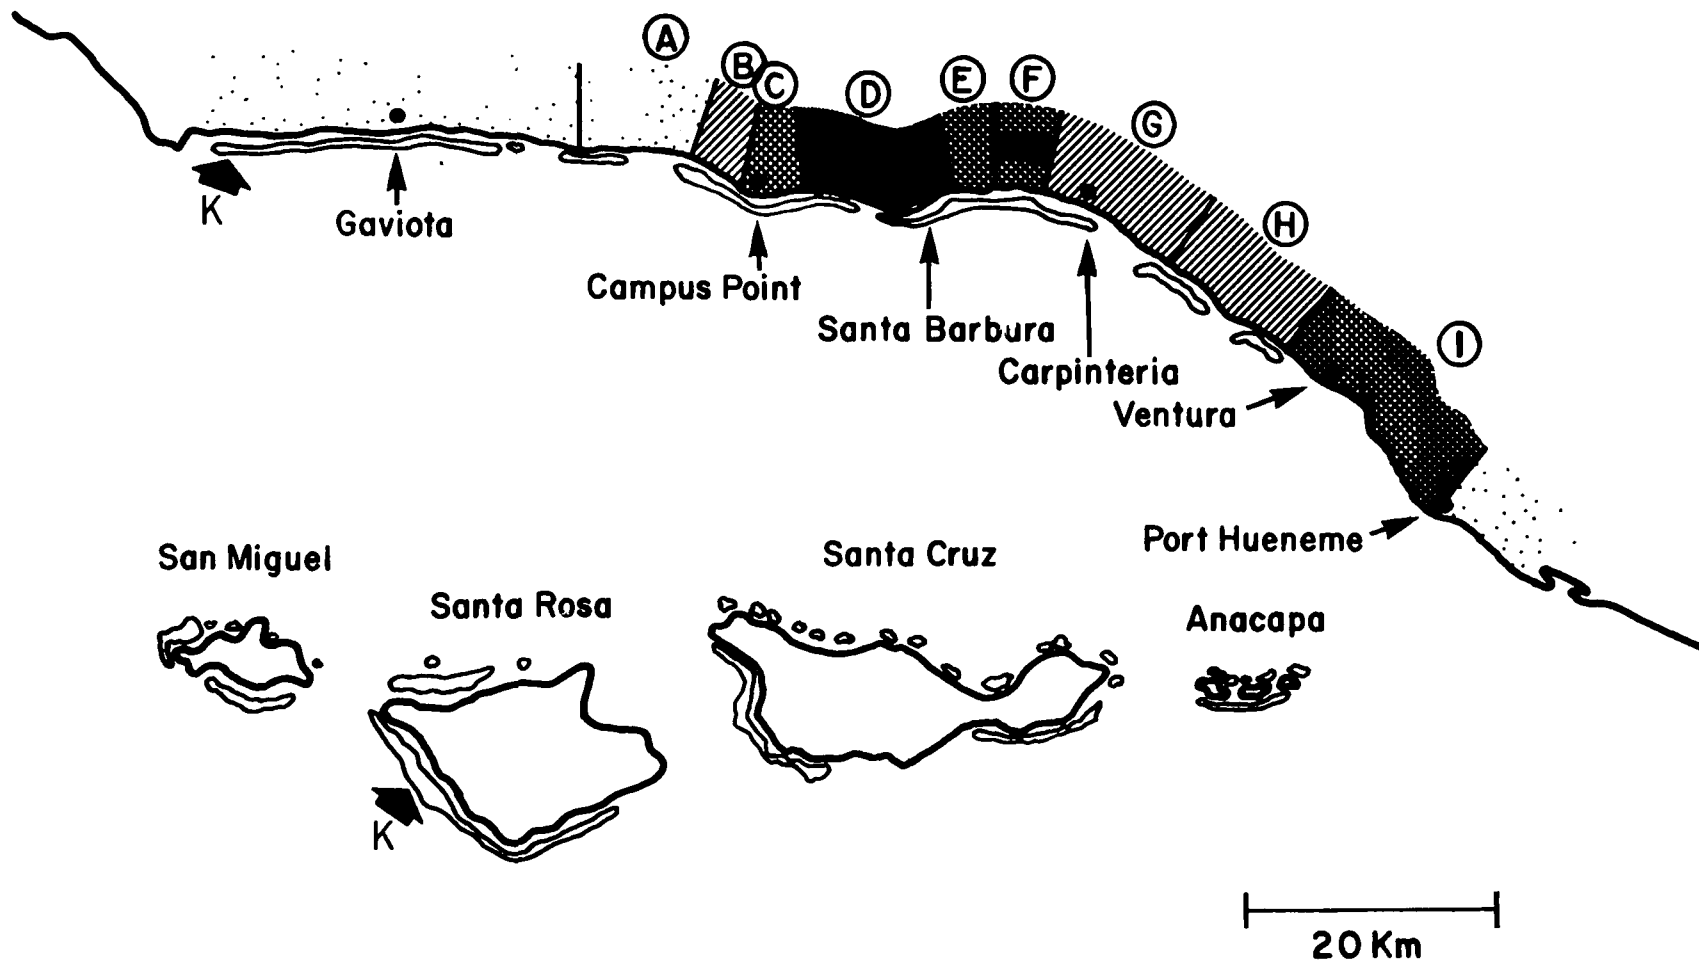 A
B
C
D
E
F
G
H
I
K
Gaviota
Campus Point
Santa Barbura
Carpinteria
Ventura
Port Hueneme
San Miguel
Santa Rosa
Santa Cruz
Anacapa
K
20 Km